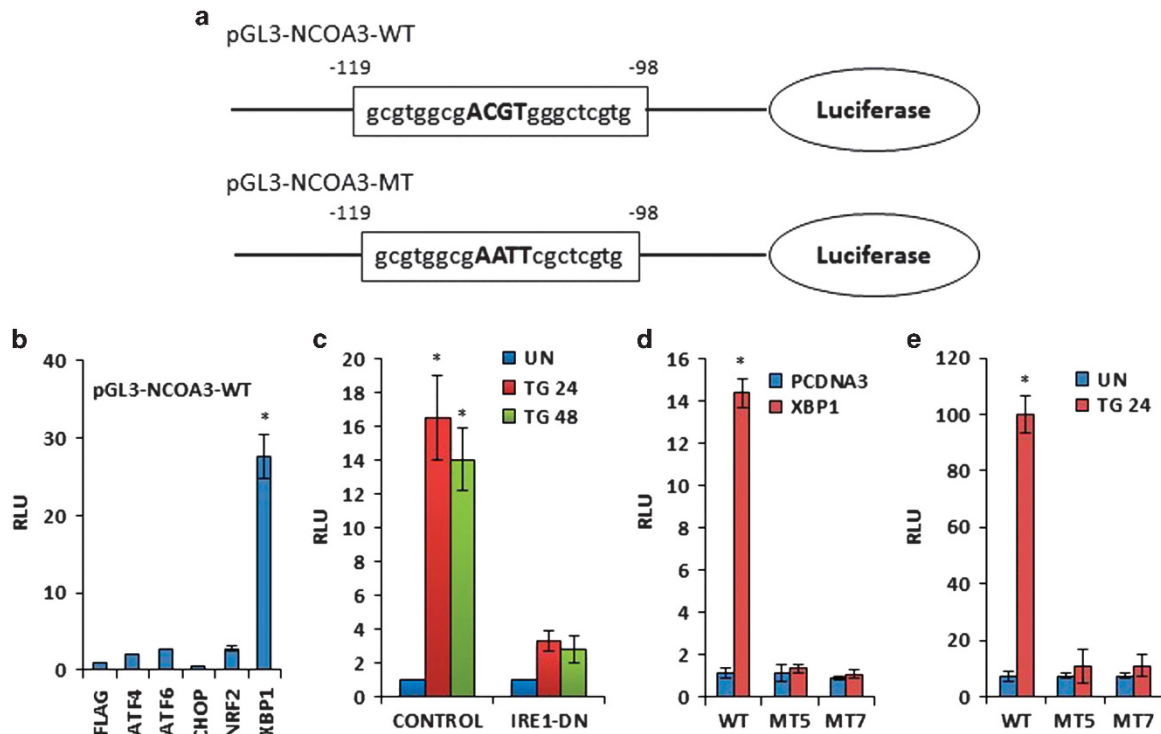 a
pGL3-NCOA3-WT
-119 -98
gcgtggcgACGTgggctcgtg
Luciferase
pGL3-NCOA3-MT
-119 -98
gcgtggcgAATTcgctcgtg
Luciferase
b
pGL3-NCOA3-WT
RLU
40
30
20
10
0
*
FLAG
ATF4
ATF6
CHOP
NRF2
XBP1
c
RLU
20
18
16
14
12
10
8
6
4
2
0
* *
UN
TG 24
TG 48
CONTROL IRE1-DN
d
RLU
16
14
12
10
8
6
4
2
0
*
PCDNA3
XBP1
WT MT5 MT7
e
RLU
120
100
80
60
40
20
0
*
UN
TG 24
WT MT5 MT7